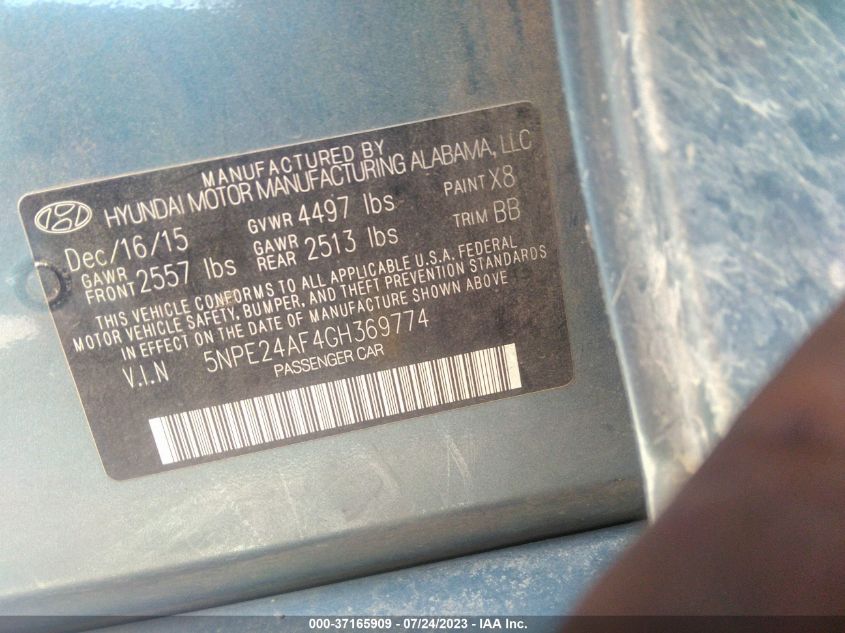 MANUFACTURED BY
HYUNDAI MOTOR MANUFACTURING ALABAMA, LLC
Dec/16/15 GVWR 4497 lbs PAINT X8
GAWR FRONT 2557 lbs GAWR REAR 2513 lbs TRIM BB
THIS VEHICLE CONFORMS TO ALL APPLICABLE U.S.A. FEDERAL
MOTOR VEHICLE SAFETY, BUMPER, AND THEFT PREVENTION STANDARDS
IN EFFECT ON THE DATE OF MANUFACTURE SHOWN ABOVE
V.I.N 5NPE24AF4GH369774
PASSENGER CAR
000-37165909 • 07/24/2023 • IAA Inc.